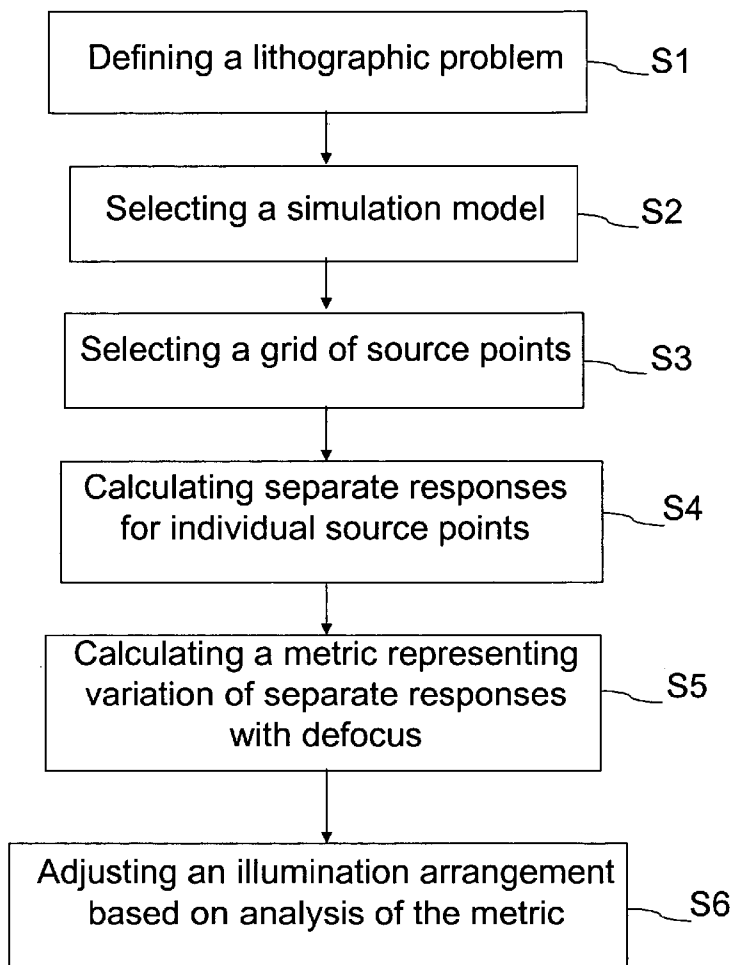 Defining a lithographic problem
S1
Selecting a simulation model
S2
Selecting a grid of source points
S3
Calculating separate responses
for individual source points
S4
Calculating a metric representing
variation of separate responses
with defocus
S5
Adjusting an illumination arrangement
based on analysis of the metric
S6